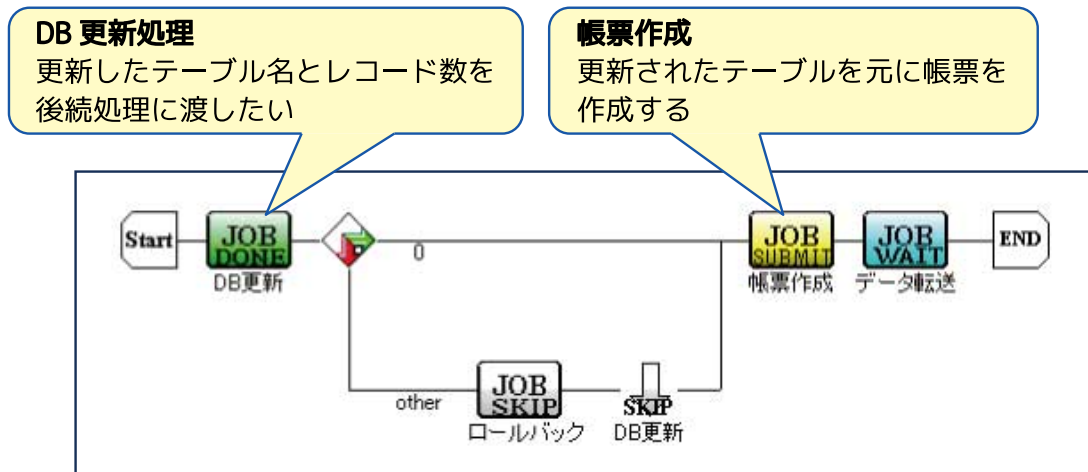 DB 更新処理
更新したテーブル名とレコード数を
後続処理に渡したい
帳票作成
更新されたテーブルを元に帳票を
作成する
Start
JOB
DONE
DB更新
0
JOB
SUBMIT
帳票作成
JOB
WAIT
データ転送
END
other
JOB
SKIP
ロールバック
SKIP
DB更新